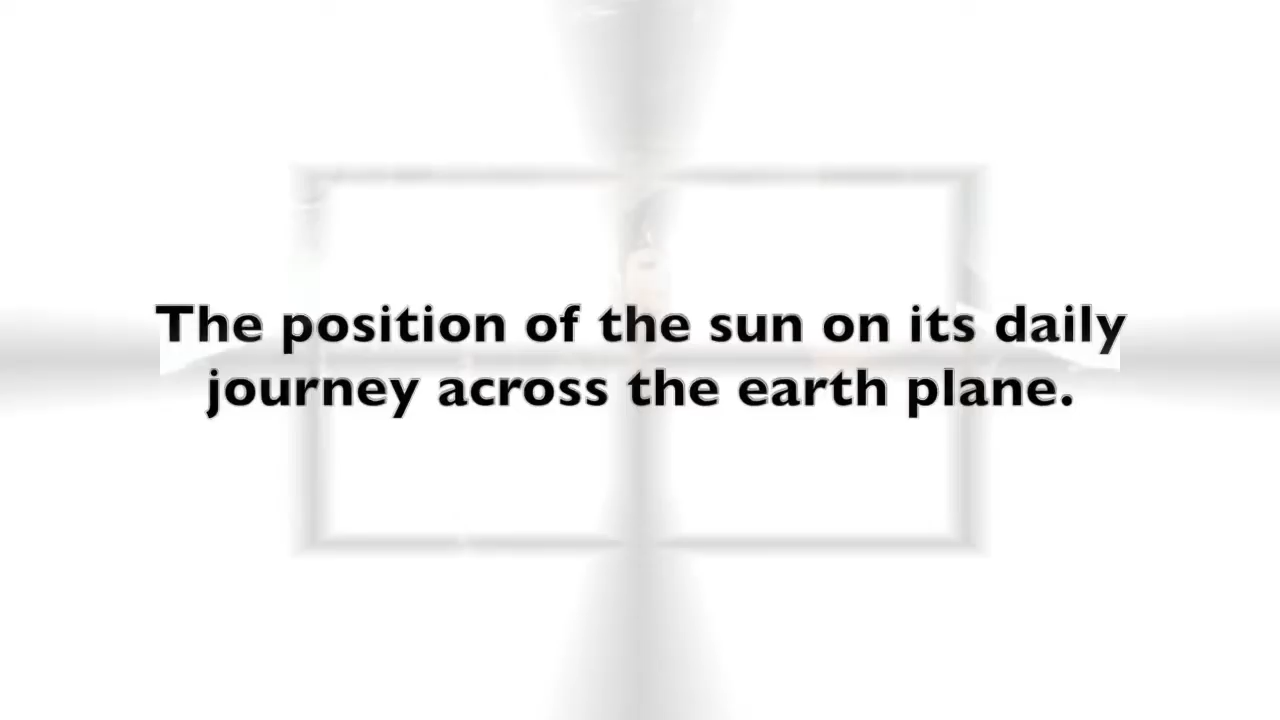 The position of the sun on its daily
journey across the earth plane.